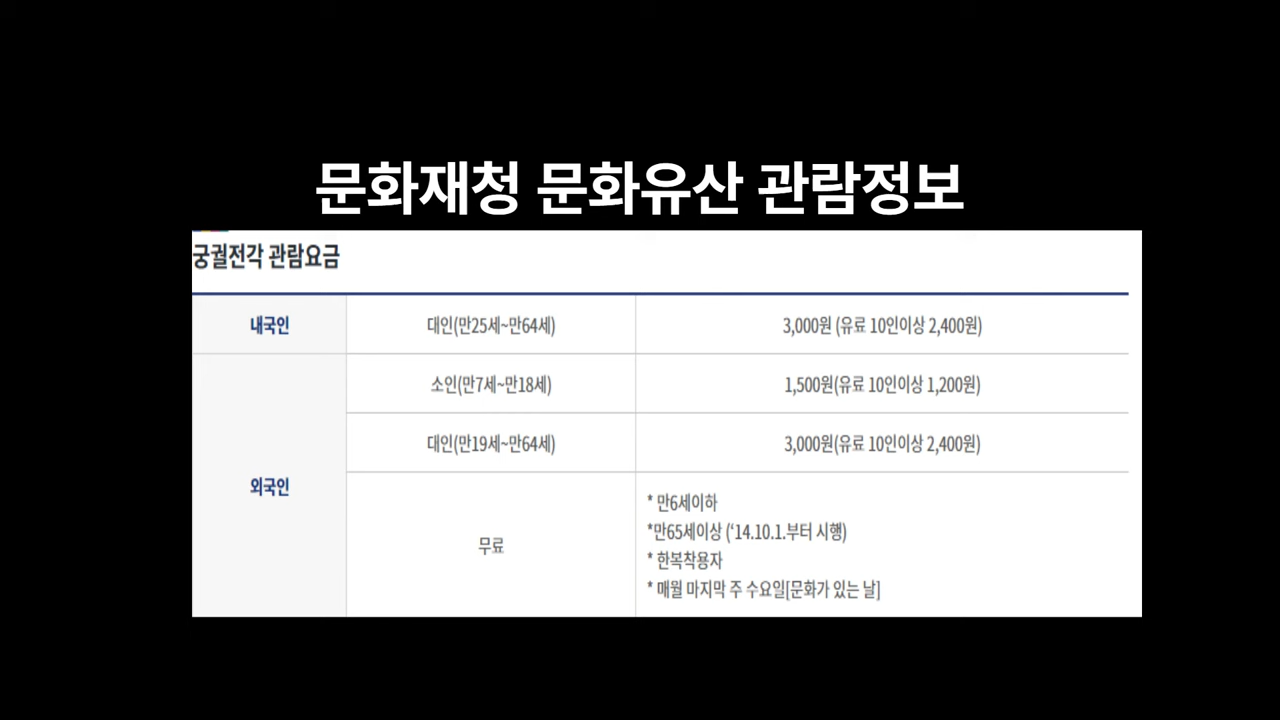 문화재청 문화유산 관람정보
궁궐전각 관람요금
내국인 대인(만25세~만64세) 3,000원 (유료 10인이상 2,400원)
외국인 소인(만7세~만18세) 1,500원(유료 10인이상 1,200원)
대인(만19세~만64세) 3,000원(유료 10인이상 2,400원)
무료
* 만6세이하
*만65세이상 (‘14.10.1.부터 시행)
* 한복착용자
* 매월 마지막 주 수요일[문화가 있는 날]